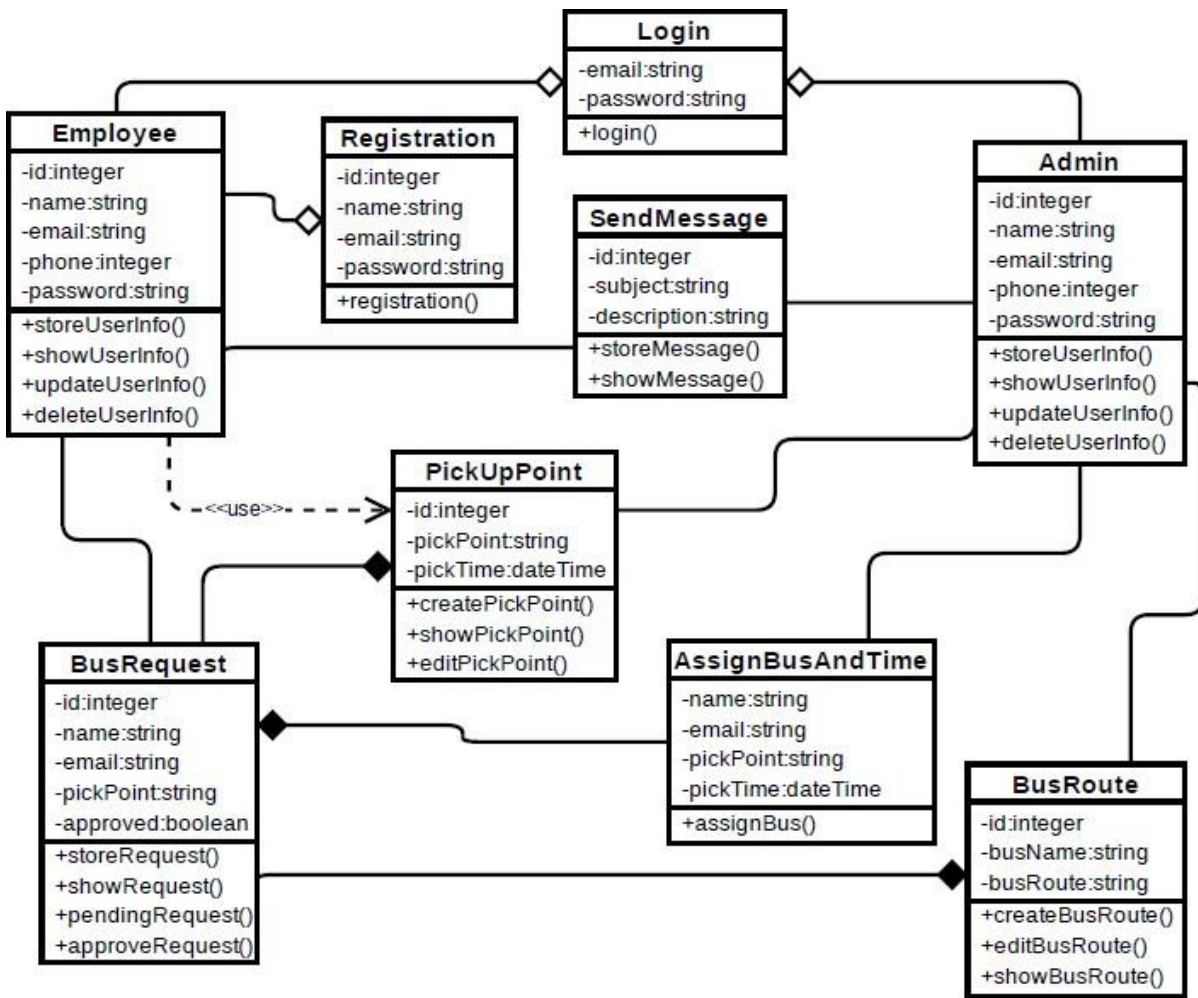 Login
-email:string
-password:string
+login()
Employee
-id:integer
-name:string
-email:string
-phone:integer
-password:string
+storeUserInfo()
+showUserInfo()
+updateUserInfo()
+deleteUserInfo()
Registration
-id:integer
-name:string
-email:string
-password:string
+registration()
SendMessage
-id:integer
-subject:string
-description:string
+storeMessage()
+showMessage()
Admin
-id:integer
-name:string
-email:string
-phone:integer
-password:string
+storeUserInfo()
+showUserInfo()
+updateUserInfo()
+deleteUserInfo()
<<use>>
PickUpPoint
-id:integer
-pickPoint:string
-pickTime:dateTime
+createPickPoint()
+showPickPoint()
+editPickPoint()
BusRequest
-id:integer
-name:string
-email:string
-pickPoint:string
-approved:boolean
+storeRequest()
+showRequest()
+pendingRequest()
+approveRequest()
AssignBusAndTime
-name:string
-email:string
-pickPoint:string
-pickTime:dateTime
+assignBus()
BusRoute
-id:integer
-busName:string
-busRoute:string
+createBusRoute()
+editBusRoute()
+showBusRoute()